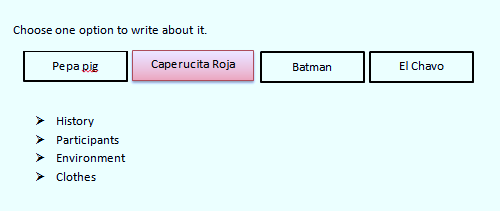 Choose one option to write about it.
Pepa pig Caperucita Roja Batman El Chavo
➢ History
➢ Participants
➢ Environment
➢ Clothes